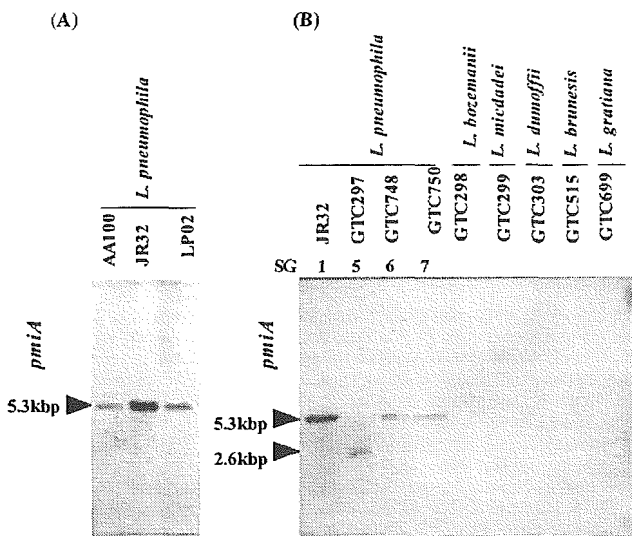 (A)
L. pneumophila
AA100
JR32
LP02
pmiA
5.3kbp
(B)
L. pneumophila
L. bozemanii
L. micdadei
L. dumoffii
L. brunesis
L. gratiana
JR32
GTC297
GTC748
GTC750
GTC298
GTC299
GTC303
GTC515
GTC699
SG 1 5 6 7
pmiA
5.3kbp
2.6kbp